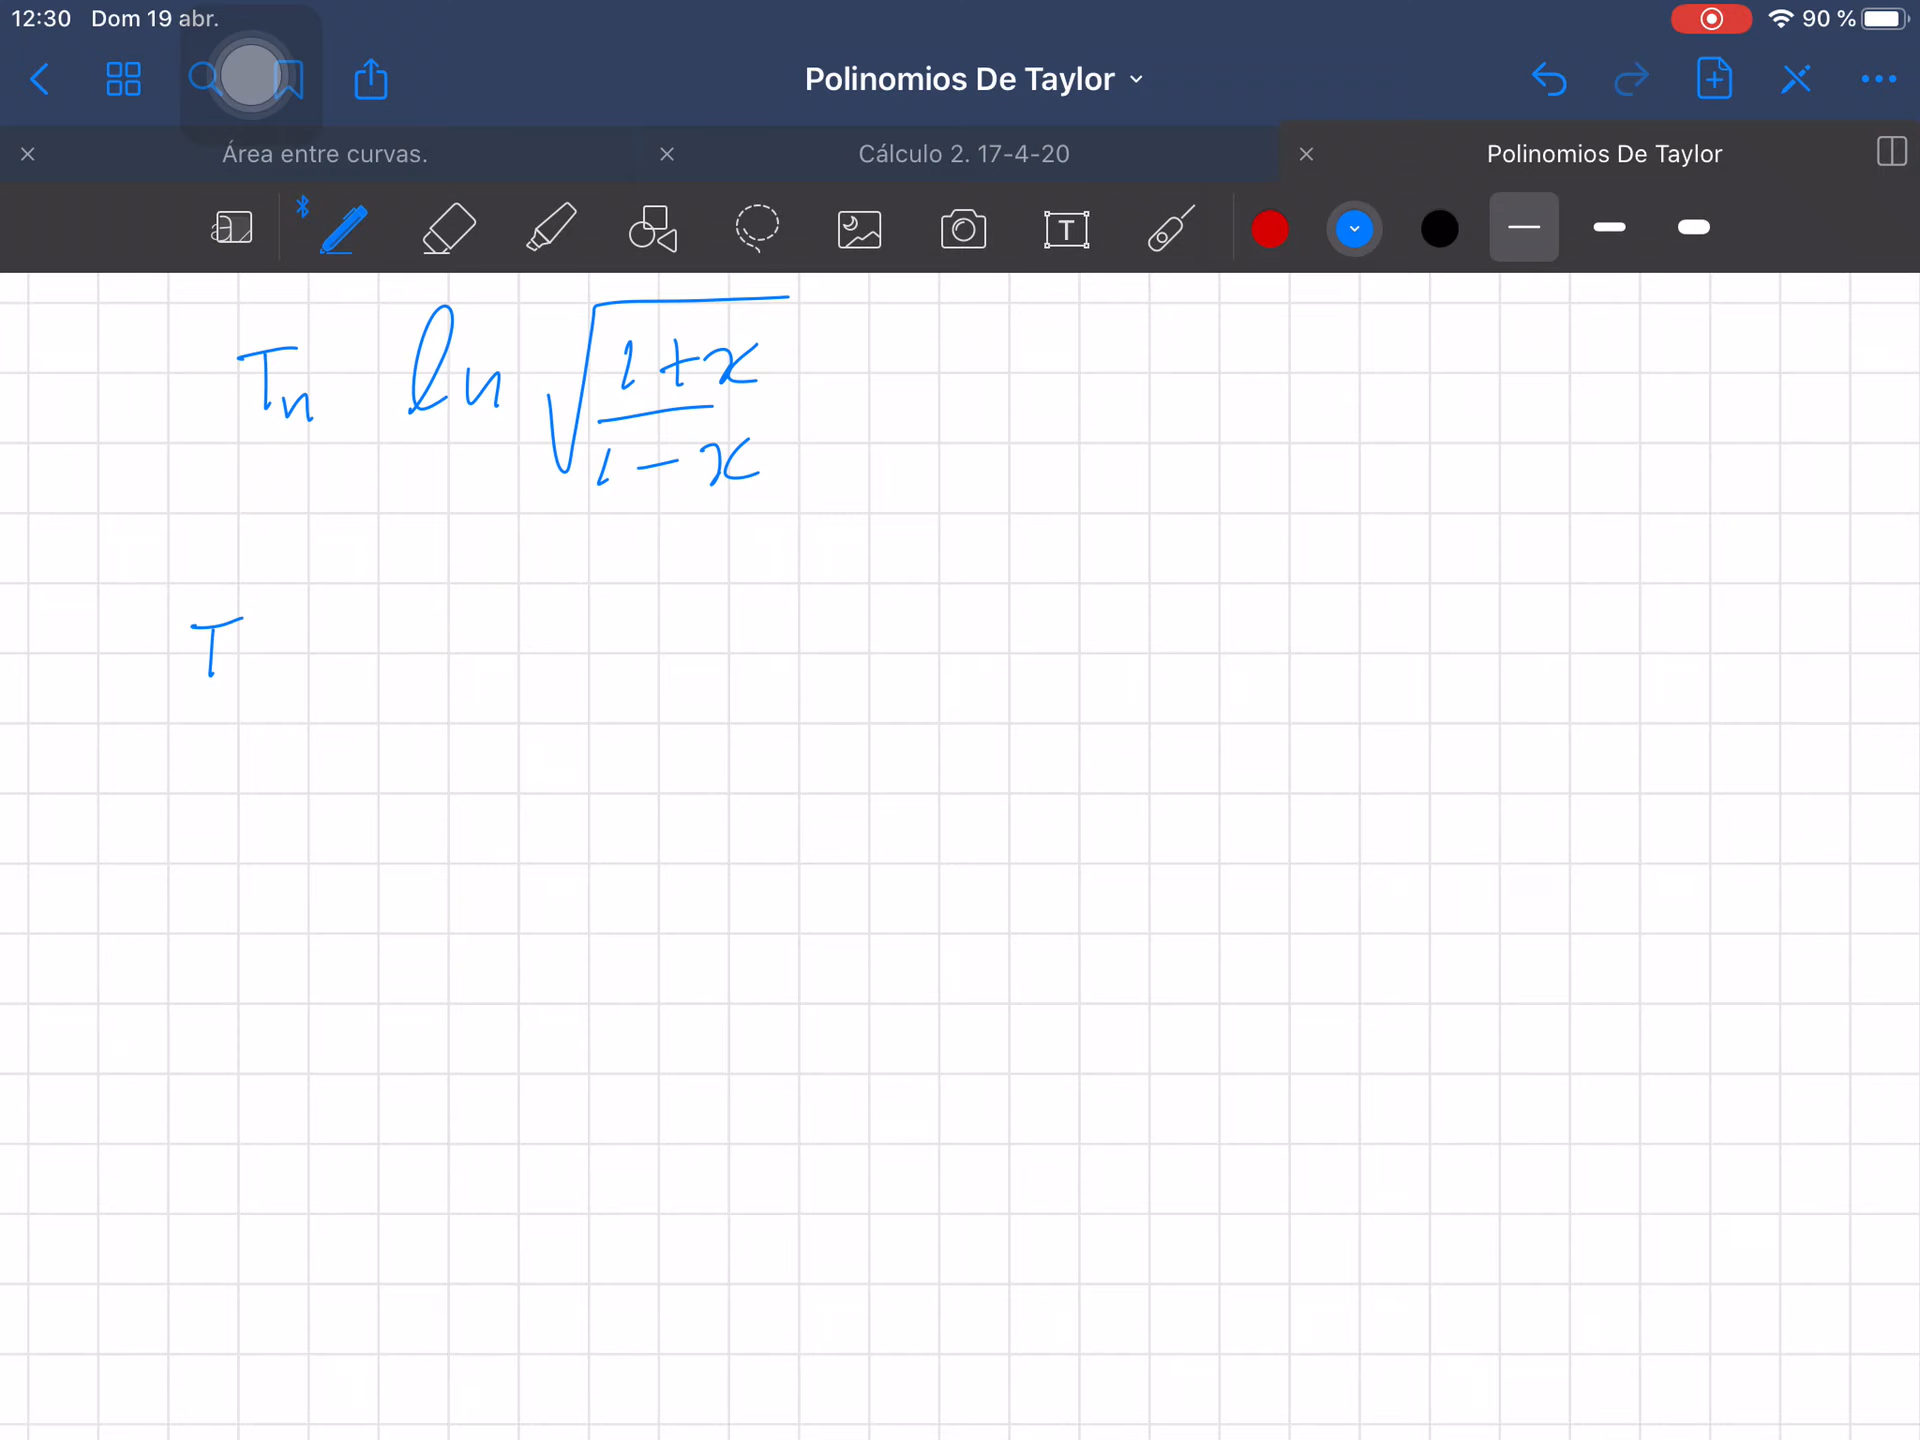 12:30 Dom 19 abr. 90 %
Polinomios De Taylor
Área entre curvas. Cálculo 2. 17-4-20 Polinomios De Taylor
T
Tn ln √(1+x / 1-x)
T